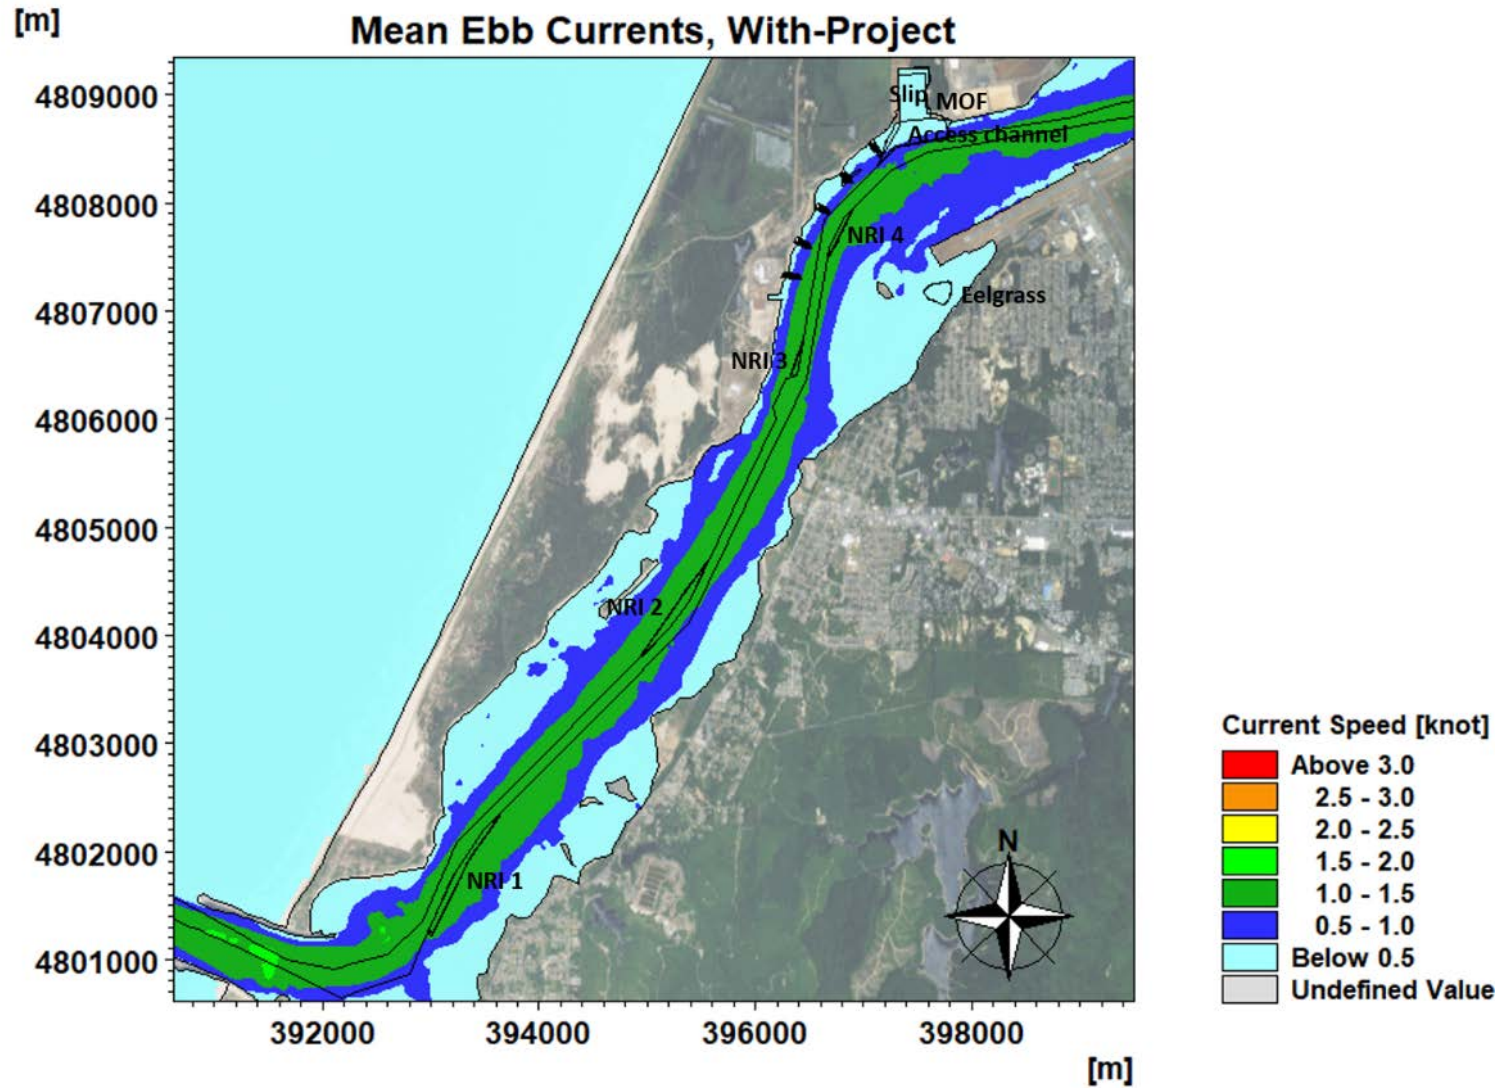 [m]
Mean Ebb Currents, With-Project
4809000
4808000
4807000
4806000
4805000
4804000
4803000
4802000
4801000
Slip
MOF
Access channel
NRI 4
Eelgrass
NRI 3
NRI 2
NRI 1
N
392000
394000
396000
398000
[m]
Current Speed [knot]
Above 3.0
2.5 - 3.0
2.0 - 2.5
1.5 - 2.0
1.0 - 1.5
0.5 - 1.0
Below 0.5
Undefined Value